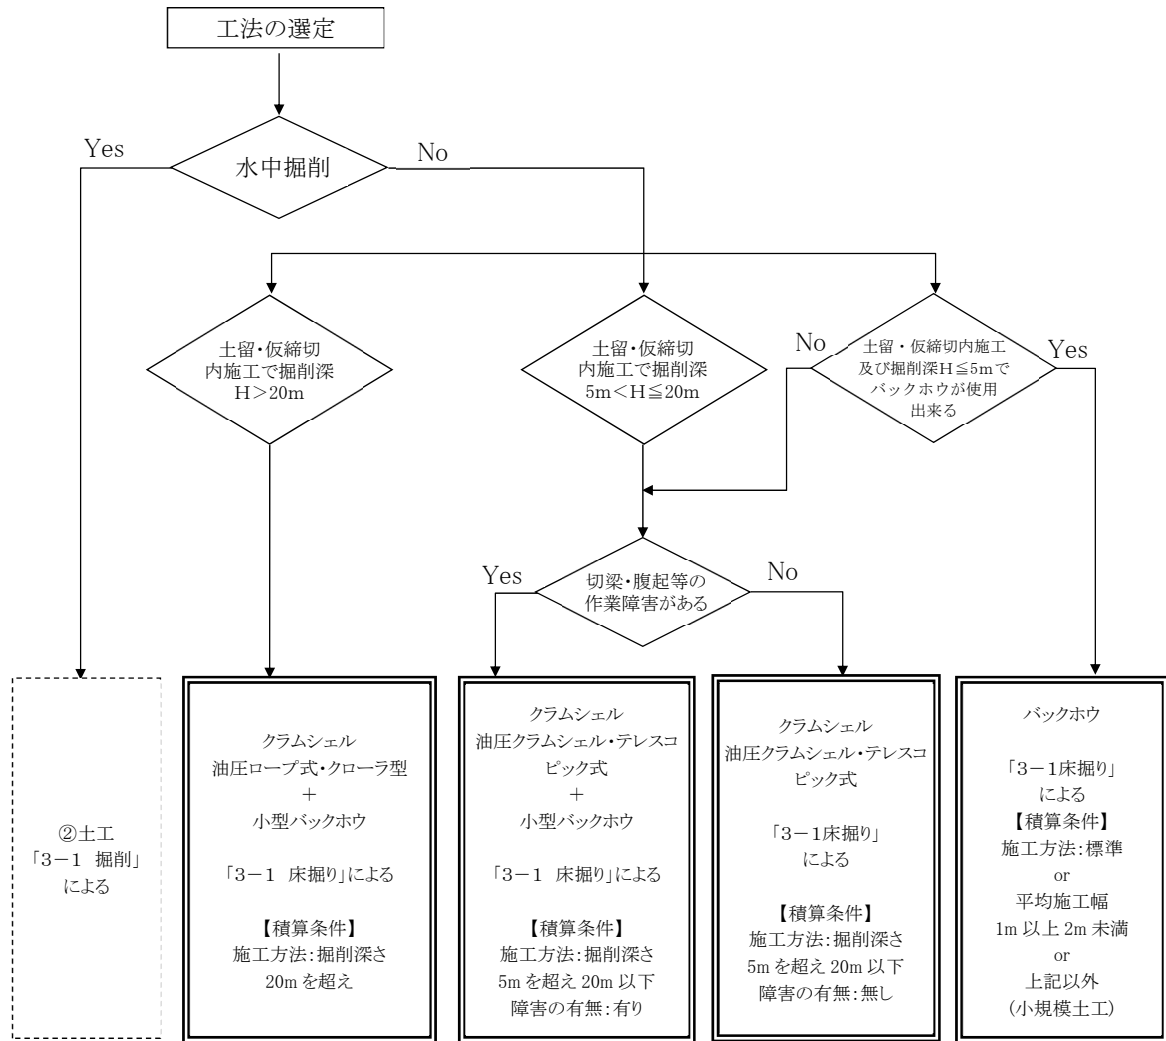 工法の選定
Yes
水中掘削
No
土留・仮締切
内施工で掘削深
H>20m
土留・仮締切
内施工で掘削深
5m<H≦20m
No
土留・仮締切内施工
及び掘削深H≦5mで
バックホウが使用
出来る
Yes
Yes
切梁・腹起等の
作業障害がある
No
②土工
「3-1 掘削」
による
クラムシェル
油圧ロープ式・クローラ型
+
小型バックホウ
「3-1 床掘り」による
【積算条件】
施工方法:掘削深さ
20mを超え
クラムシェル
油圧クラムシェル・テレスコ
ピック式
+
小型バックホウ
「3-1 床掘り」による
【積算条件】
施工方法:掘削深さ
5mを超え20m以下
障害の有無:有り
クラムシェル
油圧クラムシェル・テレスコ
ピック式
「3-1床掘り」
による
【積算条件】
施工方法:掘削深さ
5mを超え20m以下
障害の有無:無し
バックホウ
「3-1床掘り」
による
【積算条件】
施工方法:標準
or
平均施工幅
1m以上2m未満
or
上記以外
(小規模土工)